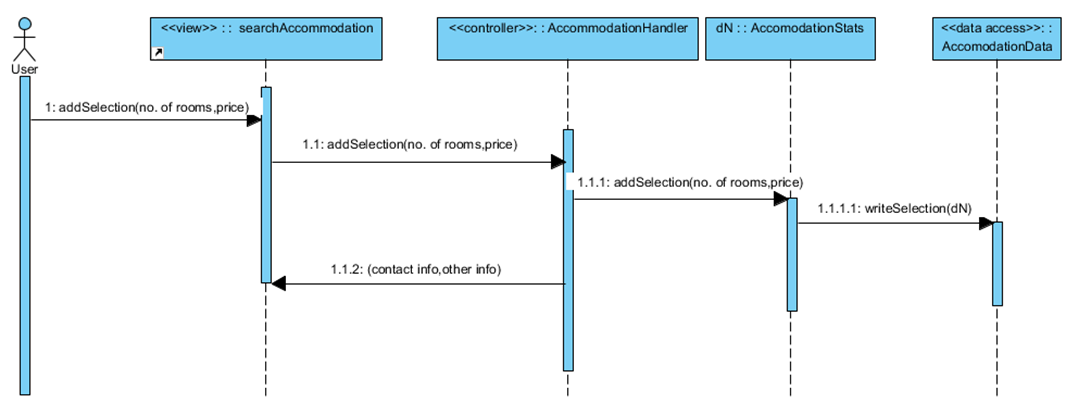 <<view>> : : searchAccommodation
<<controller>>: : AccommodationHandler
dN : : AccomodationStats
<<data access>>: :
AccomodationData
User
1: addSelection(no. of rooms,price)
1.1: addSelection(no. of rooms,price)
1.1.1: addSelection(no. of rooms,price)
1.1.1.1: writeSelection(dN)
1.1.2: (contact info,other info)